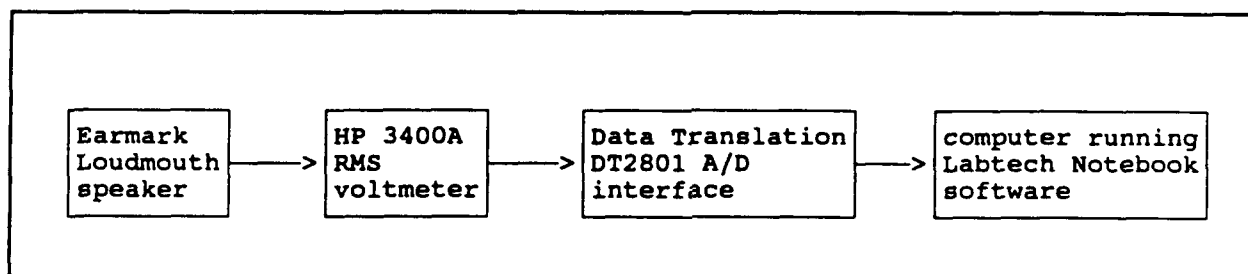 Earmark
Loudmouth
speaker
HP 3400A
RMS
voltmeter
Data Translation
DT2801 A/D
interface
computer running
Labtech Notebook
software